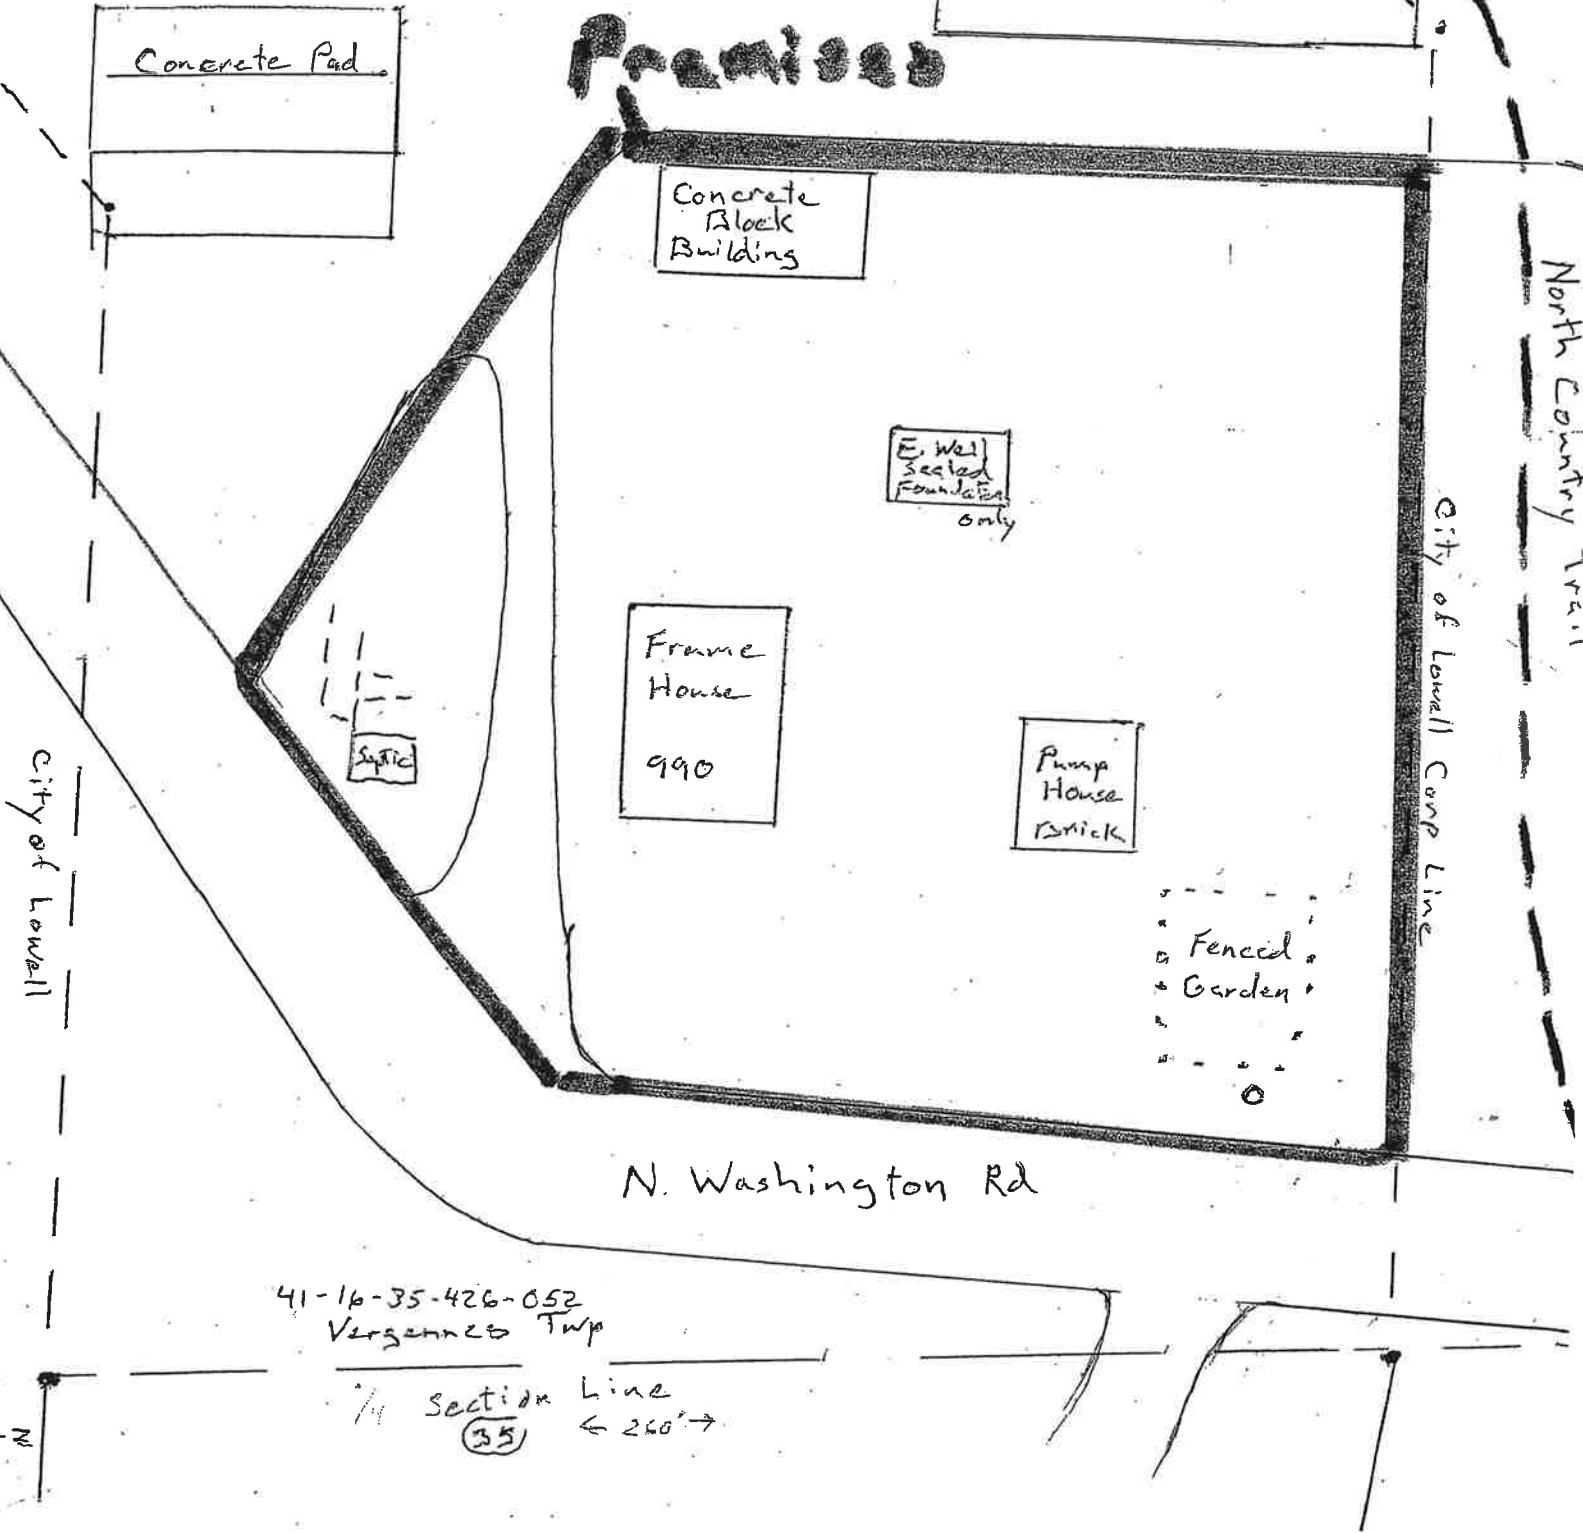 Concrete Pad
Premises
Concrete
Block
Building
E. Well
Sealed
Foundation
only
Frame
House
990
Septic
Pump
House
Brick
Fenced
Garden
North Country Trail
City of Lowell Corp Line
City of Lowell
N. Washington Rd
41-16-35-426-052
Vergennes Twp
1/4 Section Line
35
← 260' →
N